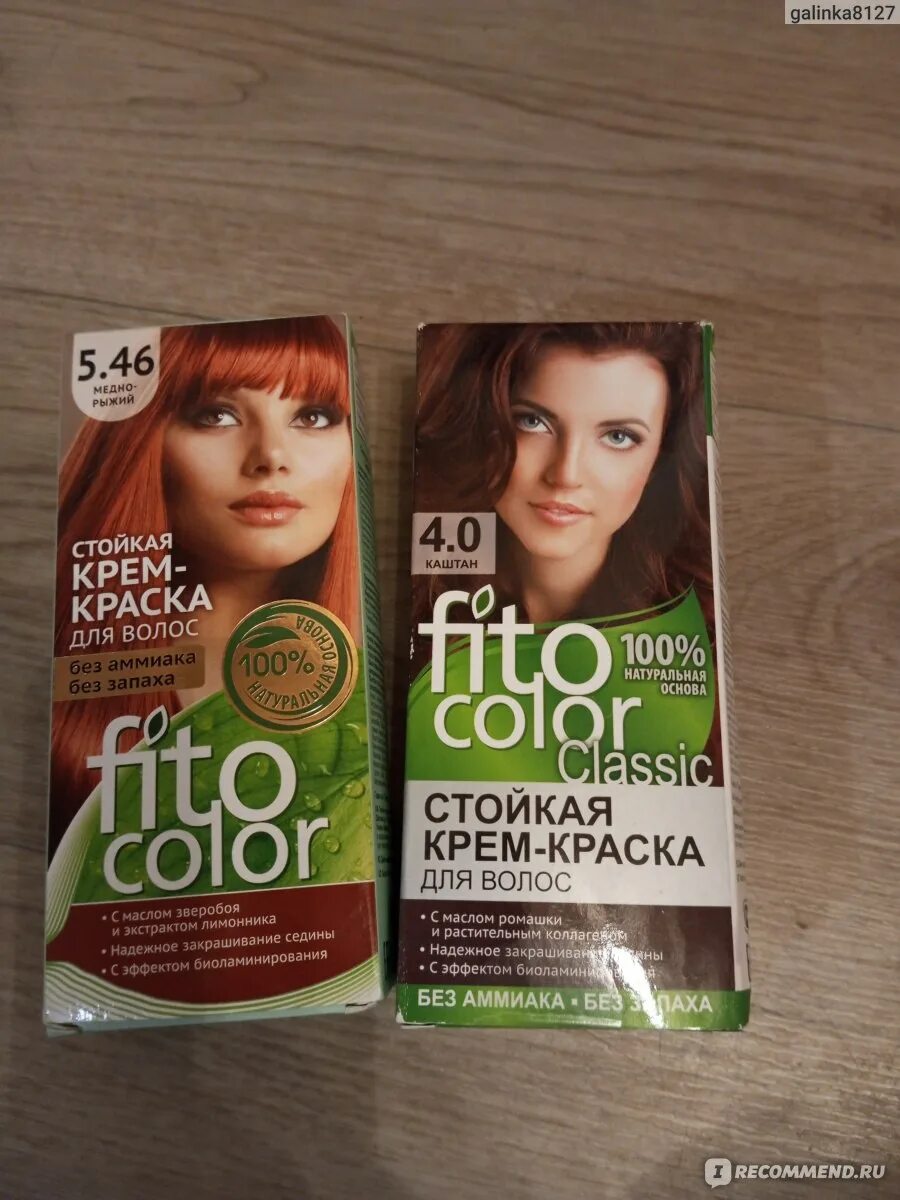 galinka8127
5.46
МЕДНО-
РЫЖИЙ
СТОЙКАЯ
КРЕМ-
КРАСКА
ДЛЯ ВОЛОС
без аммиака
без запаха
100%
НАТУРАЛЬНАЯ ОСНОВА
fito
color
• С маслом зверобоя
и экстрактом лимонника
• Надежное закрашивание седины
• С эффектом биоламинирования
4.0
КАШТАН
fito
color
Classic
100%
НАТУРАЛЬНАЯ
ОСНОВА
СТОЙКАЯ
КРЕМ-КРАСКА
ДЛЯ ВОЛОС
• С маслом ромашки
и растительным коллагеном
• Надежное закрашивание седины
• С эффектом биоламинирований
БЕЗ АММИАКА • БЕЗ ЗАПАХА
I RECOMMEND.RU